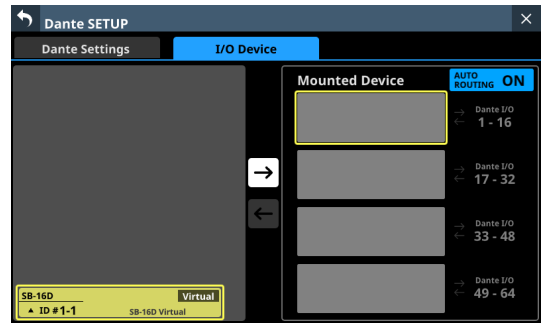 Dante SETUP
Dante Settings
I/O Device
Mounted Device
AUTO ROUTING ON
Dante I/O
1 - 16
Dante I/O
17 - 32
Dante I/O
33 - 48
Dante I/O
49 - 64
SB-16D Virtual
▲ ID #1-1 SB-16D Virtual